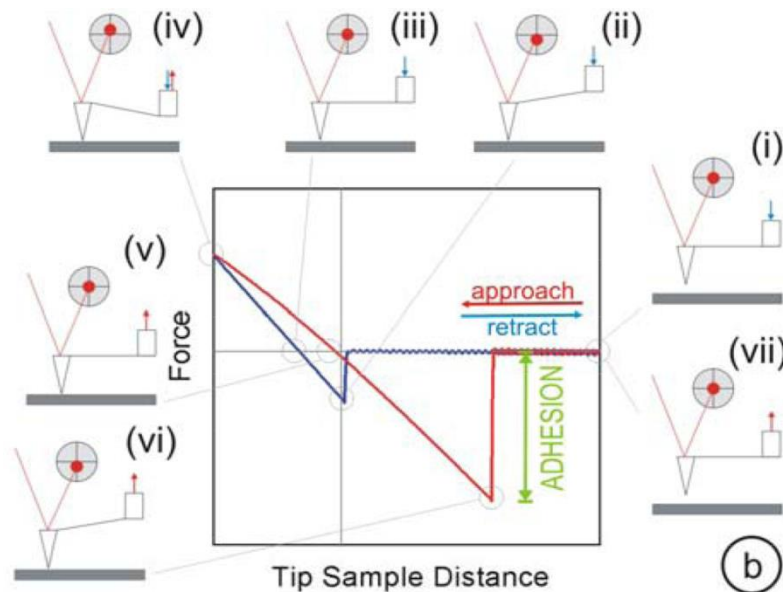 (iv)
(iii)
(ii)
(i)
(v)
approach
retract
Force
ADHESION
(vii)
(vi)
Tip Sample Distance
b